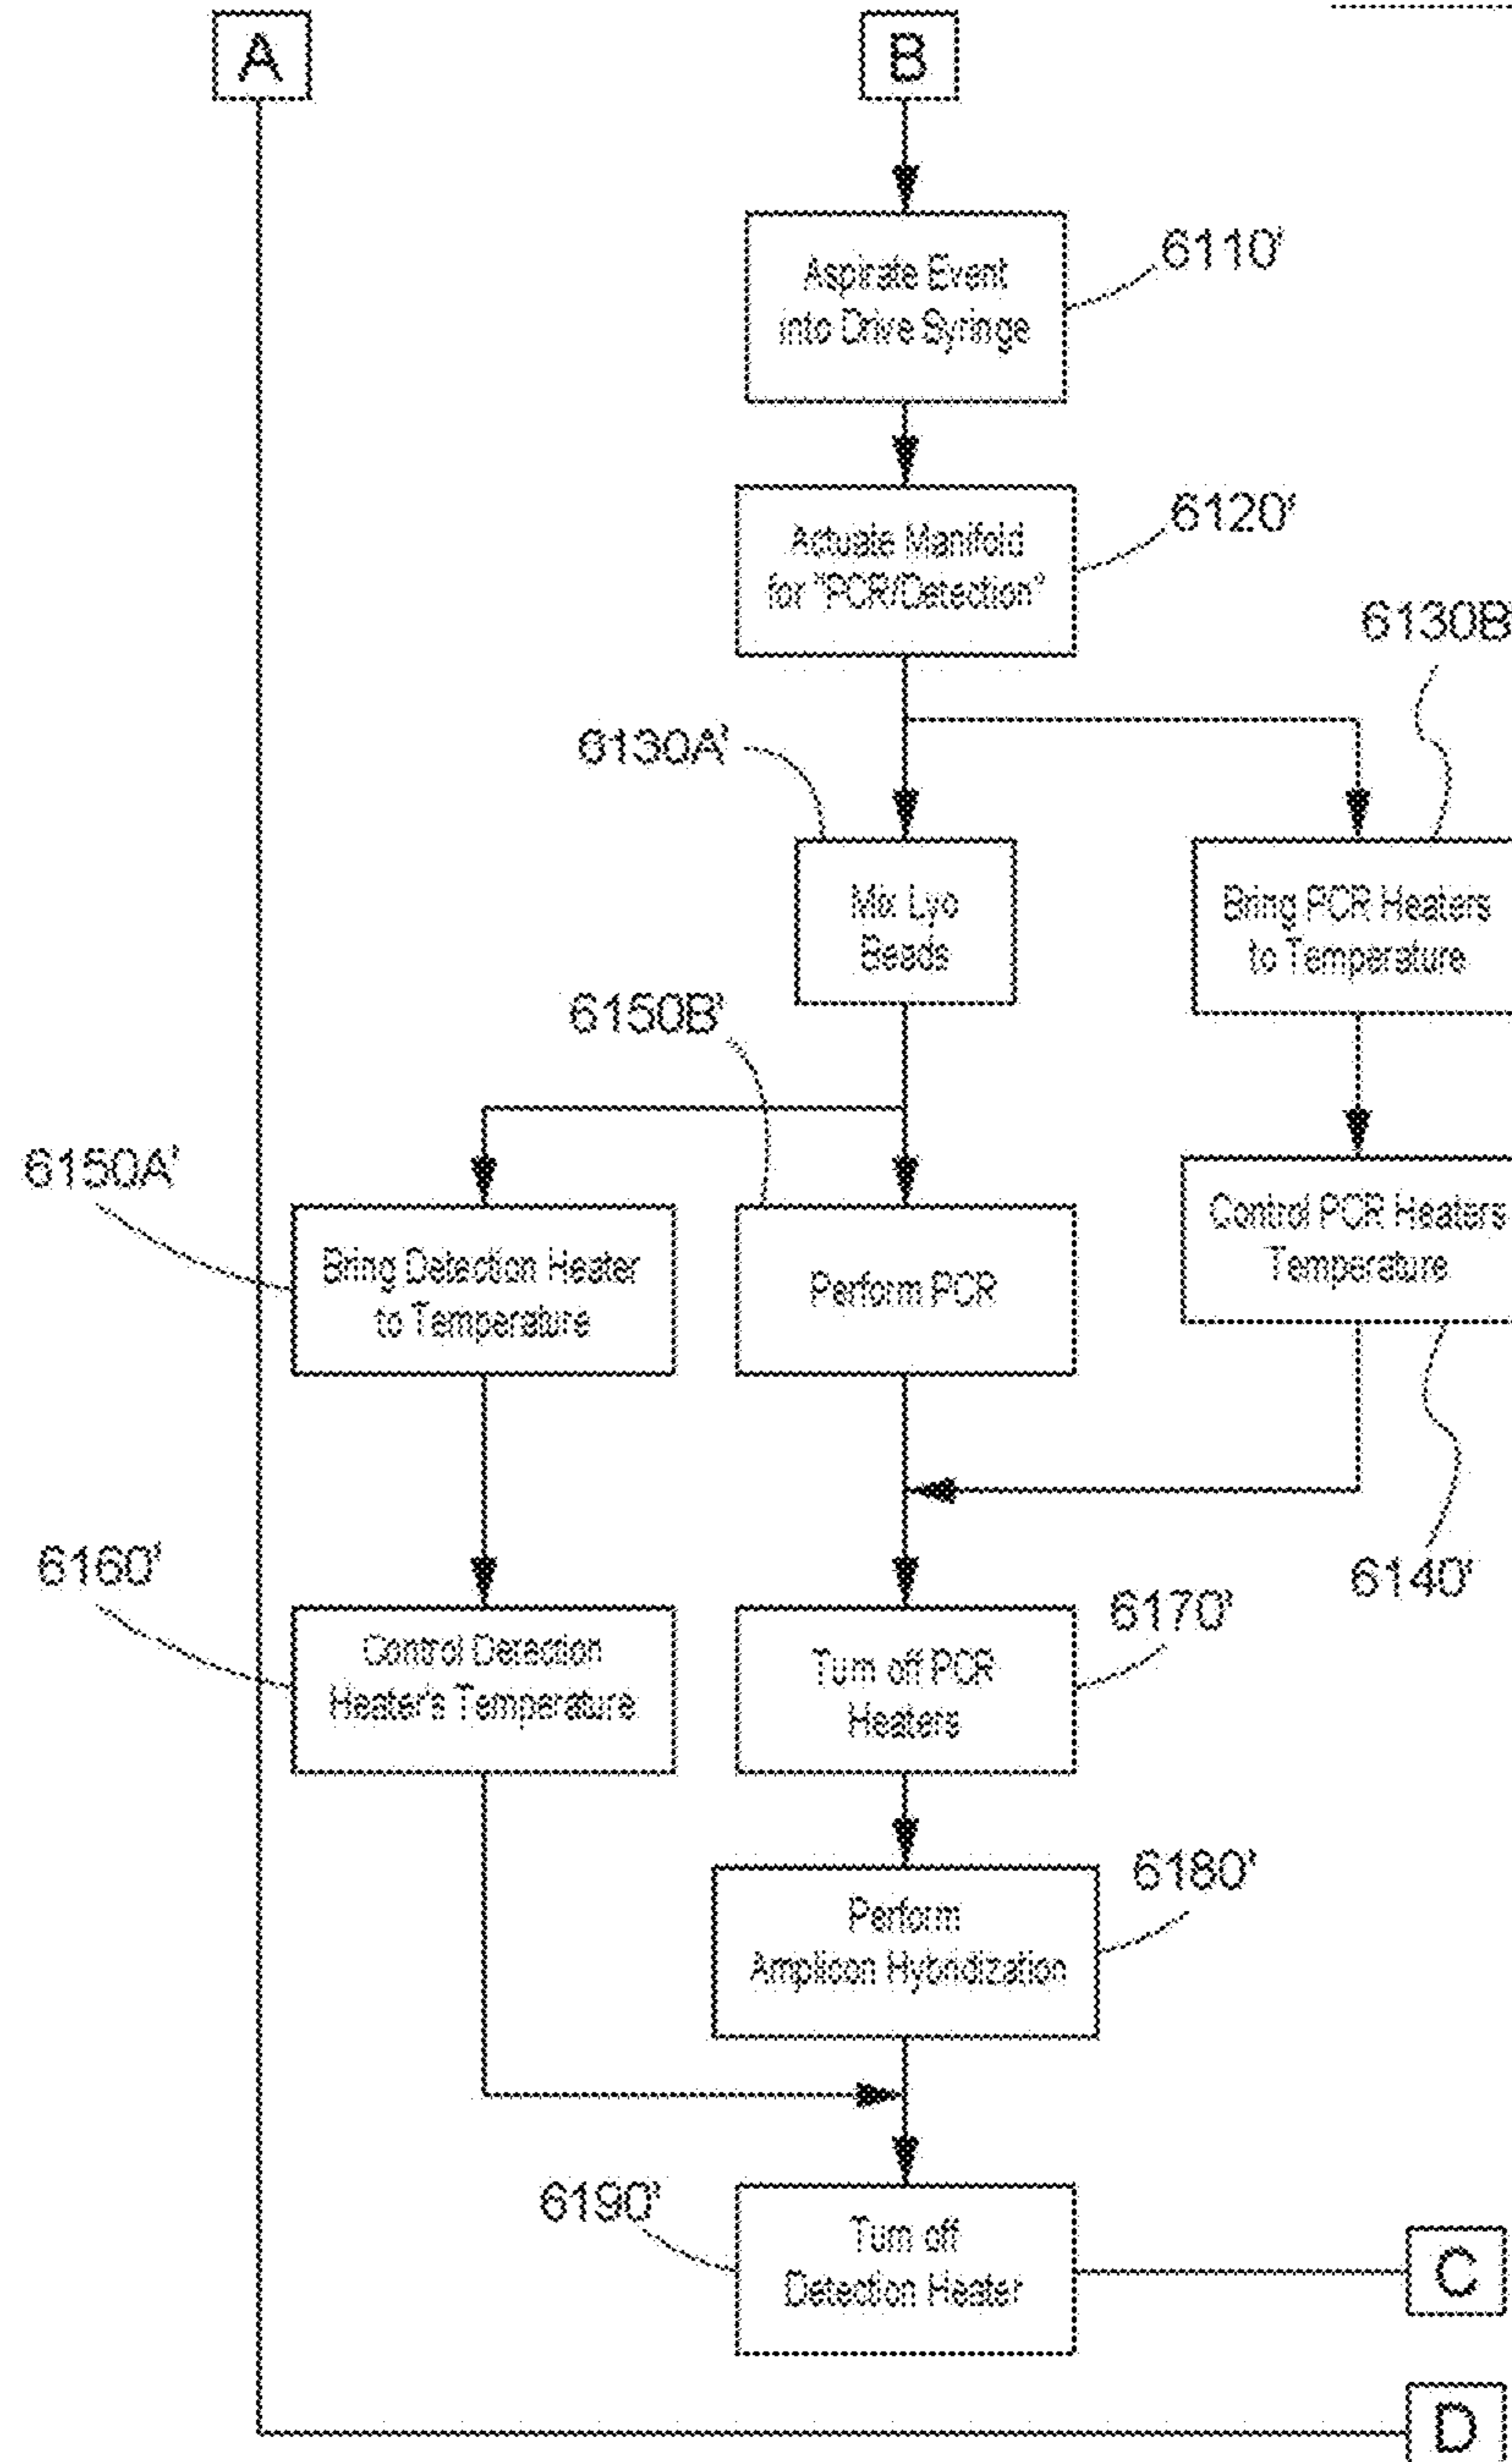 A
B
Aspirate Event
into Drive Syringe
6110'
Actuate Manifold
for "PCR/Detection"
6120'
6130B
6130A'
Mix Lyo
Beads
Bring PCR Heaters
to Temperature
6150B'
6150A'
Bring Detection Heater
to Temperature
Perform PCR
Control PCR Heaters
Temperature
6140'
6160'
Control Detection
Heater's Temperature
Turn off PCR
Heaters
6170'
Perform
Amplicon Hybridization
6180'
6190'
Turn off
Detection Heater
C
D